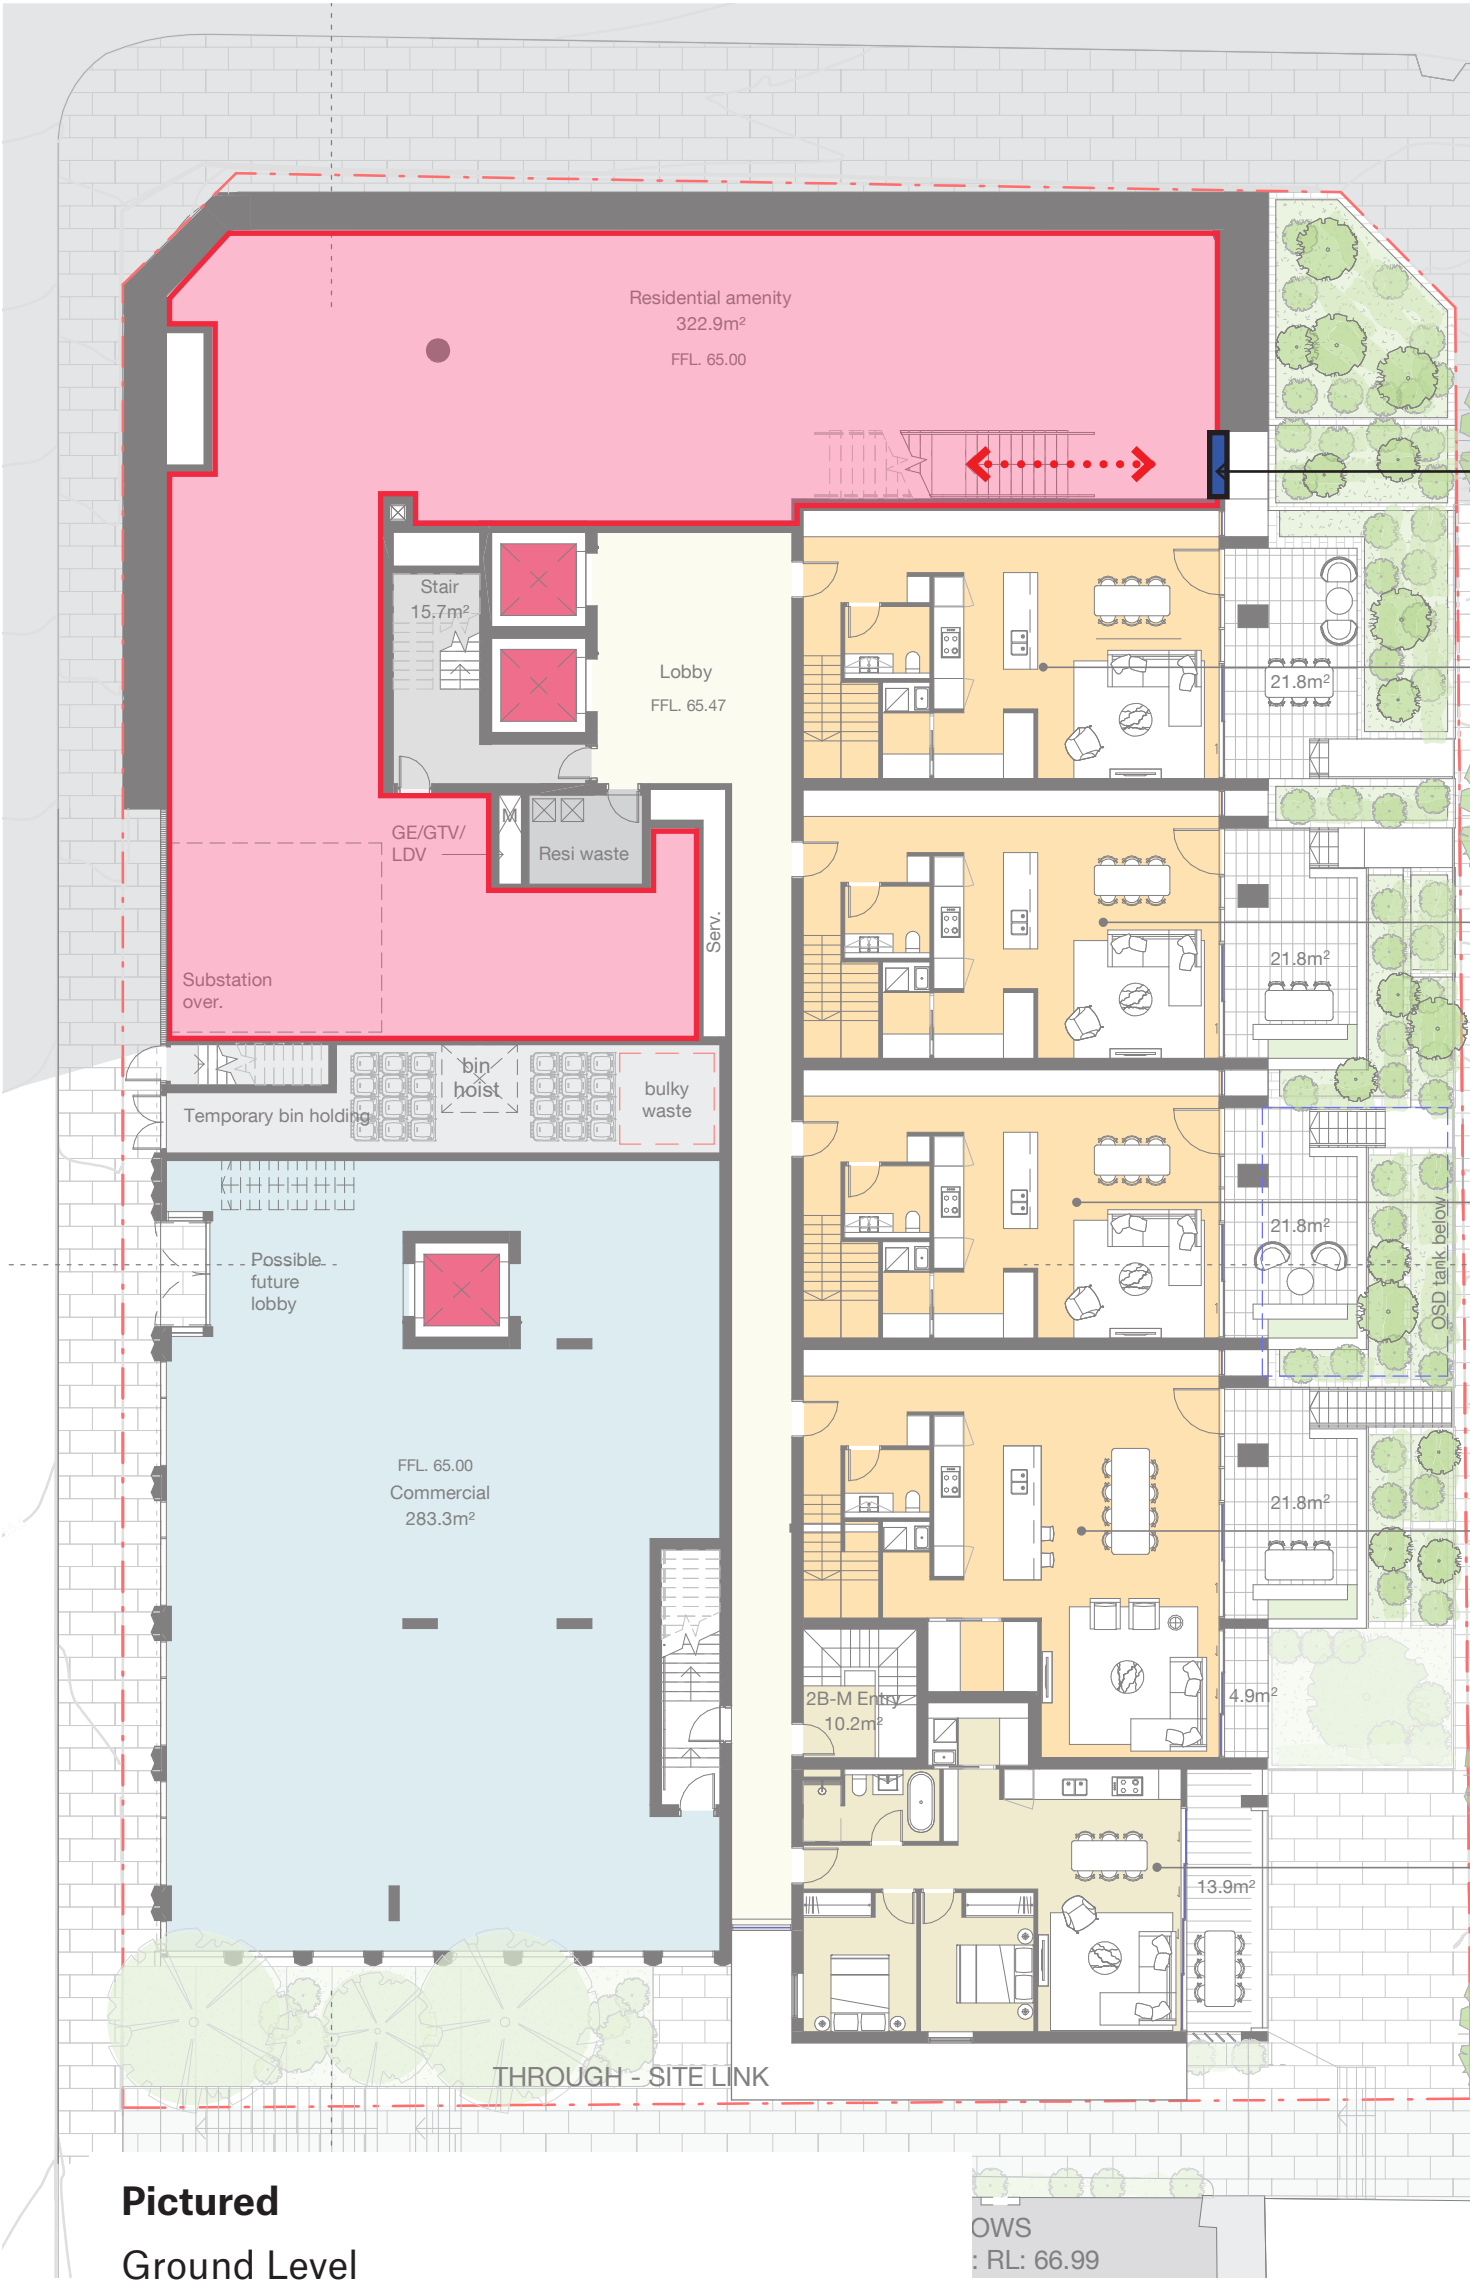 Residential amenity
322.9m²
FFL. 65.00
Stair
15.7m²
Lobby
FFL. 65.47
21.8m²
GE/GTV/
LDV
M
Resi waste
Serv.
21.8m²
Substation
over.
bin
hoist
bulky
waste
Temporary bin holding
21.8m²
OSD tank below
Possible
future
lobby
FFL. 65.00
Commercial
283.3m²
21.8m²
2B-M Entry
10.2m²
4.9m²
13.9m²
THROUGH - SITE LINK
Pictured
Ground Level
OWS
: RL: 66.99